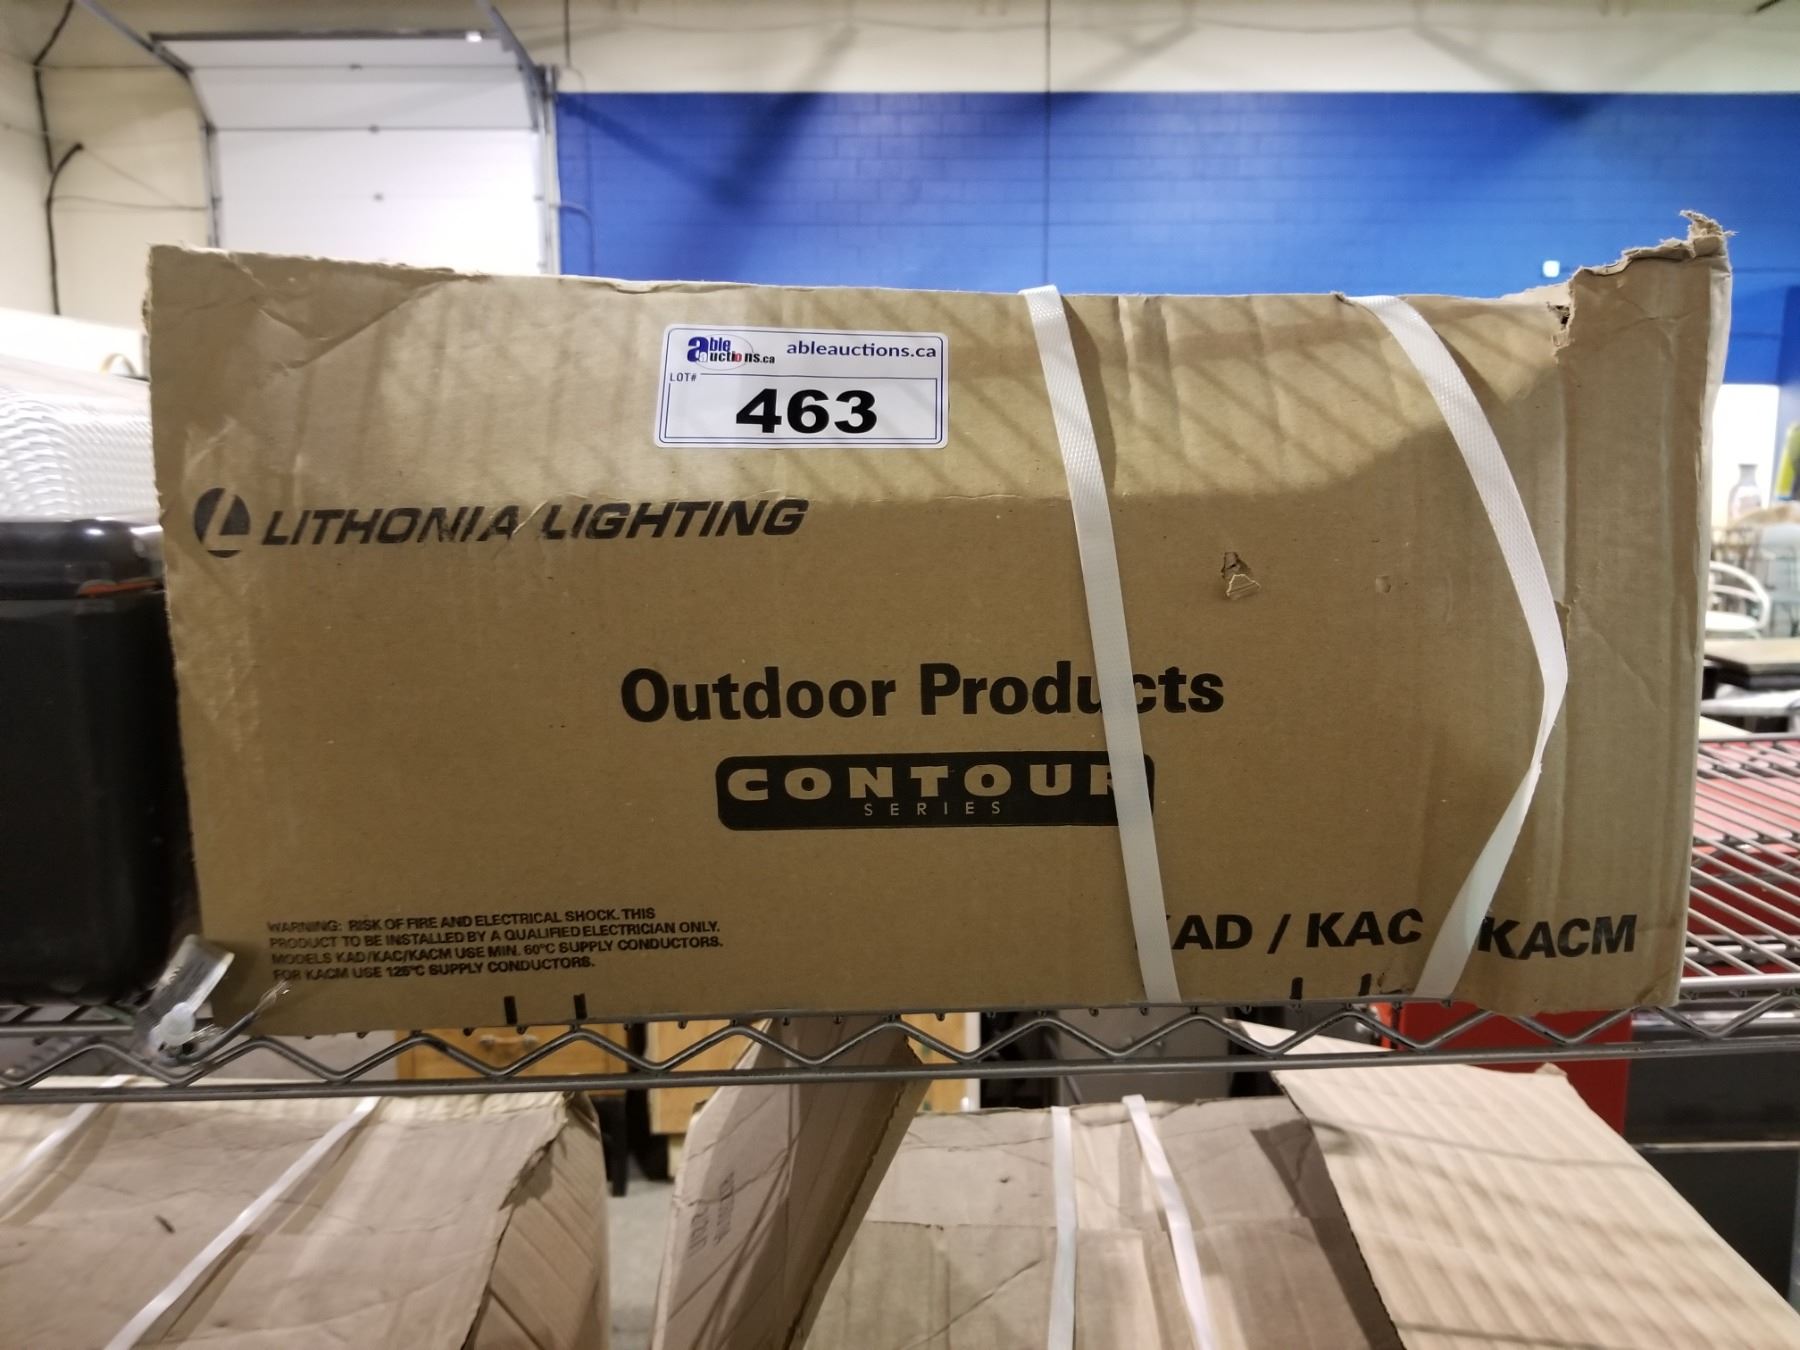 able auctions.ca ableauctions.ca
LOT#
463
LITHONIA LIGHTING
Outdoor Products
CONTOUR
SERIES
WARNING: RISK OF FIRE AND ELECTRICAL SHOCK. THIS
PRODUCT TO BE INSTALLED BY A QUALIFIED ELECTRICIAN ONLY.
MODELS KAD/KAC/KACM USE MIN. 60°C SUPPLY CONDUCTORS.
FOR KACM USE 125°C SUPPLY CONDUCTORS.
KAD / KAC / KACM